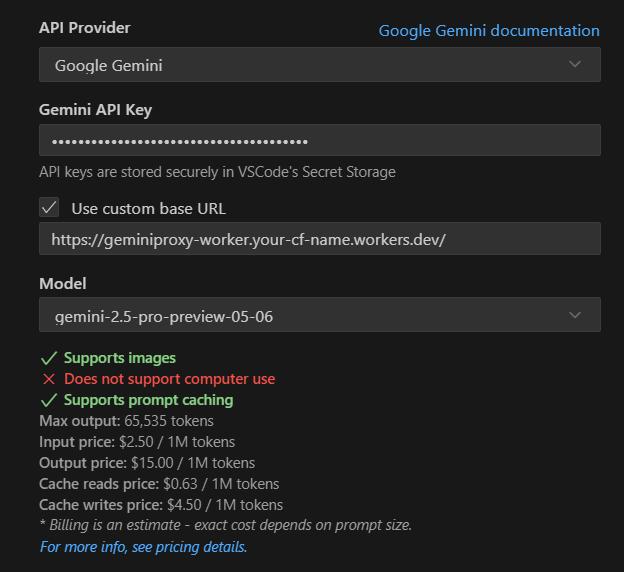 API Provider
Google Gemini documentation
Google Gemini
Gemini API Key
••••••••••••••••••••••••••••••••••••••••
API keys are stored securely in VSCode's Secret Storage
Use custom base URL
https://geminiproxy-worker.your-cf-name.workers.dev/
Model
gemini-2.5-pro-preview-05-06
Supports images
Does not support computer use
Supports prompt caching
Max output: 65,535 tokens
Input price: $2.50 / 1M tokens
Output price: $15.00 / 1M tokens
Cache reads price: $0.63 / 1M tokens
Cache writes price: $4.50 / 1M tokens
* Billing is an estimate - exact cost depends on prompt size.
For more info, see pricing details.